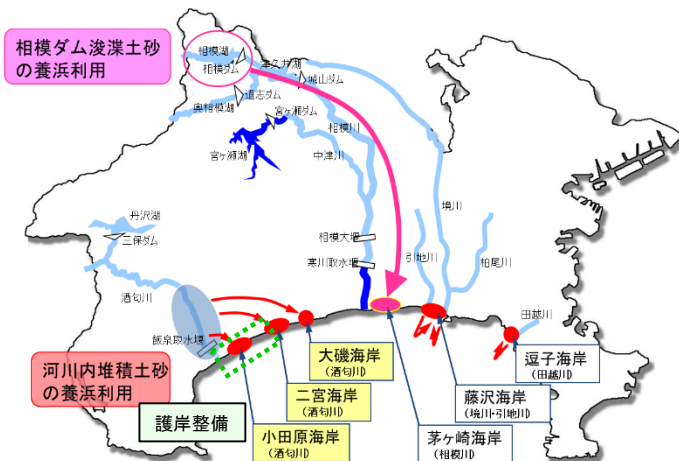 相模ダム浚渫土砂
の養浜利用
相模湖
相模ダム
津久井湖
城山ダム
道志ダム
奥相模湖
宮ヶ瀬ダム
相模川
宮ヶ瀬湖
中津川
境川
丹沢湖
三保ダム
相模大堰
寒川取水堰
引地川
柏尾川
酒匂川
田越川
飯泉取水堰
河川内堆積土砂
の養浜利用
護岸整備
大磯海岸
(酒匂川)
二宮海岸
(酒匂川)
小田原海岸
(酒匂川)
逗子海岸
(田越川)
藤沢海岸
(境川・引地川)
茅ヶ崎海岸
(相模川)